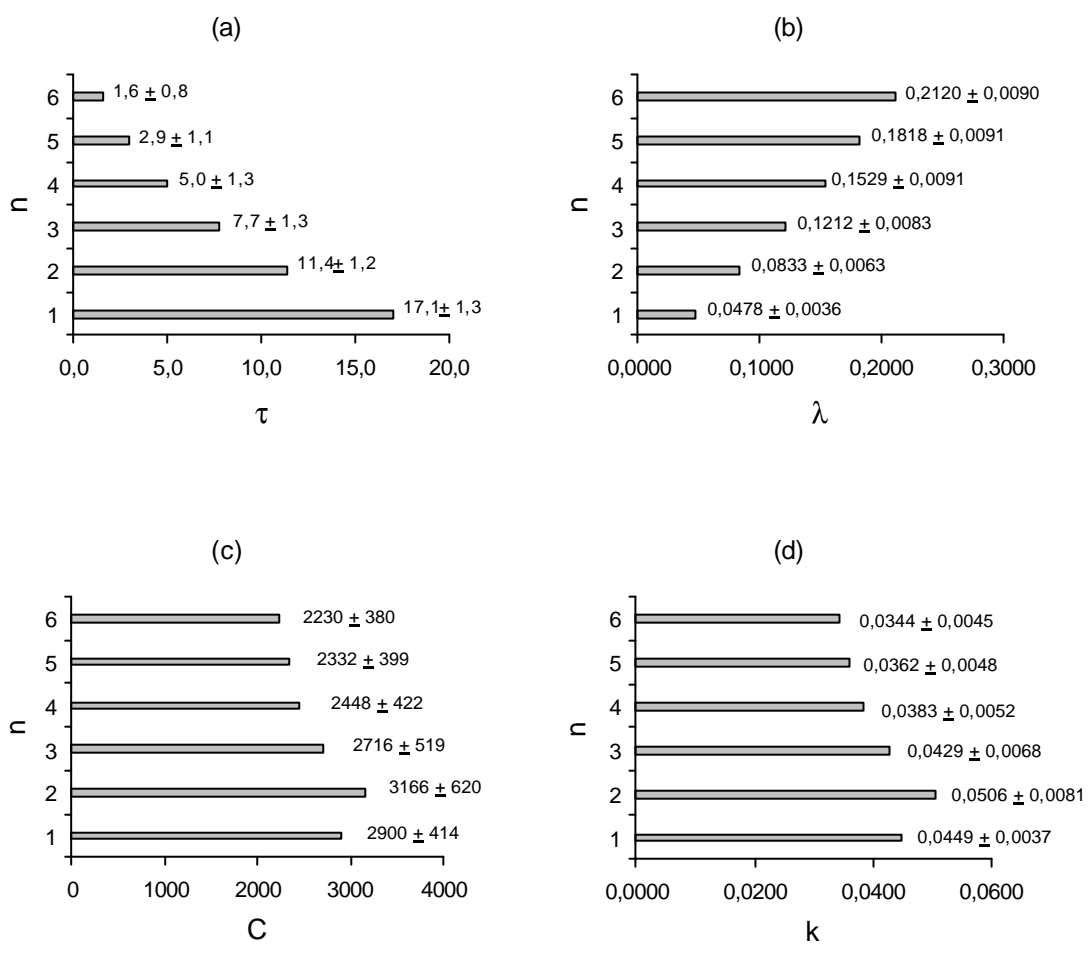 (a)
6
1,6 ± 0,8
5
2,9 ± 1,1
4
5,0 ± 1,3
3
7,7 ± 1,3
2
11,4± 1,2
1
17,1± 1,3
n
0,0 5,0 10,0 15,0 20,0
τ
(b)
6
0,2120 ± 0,0090
5
0,1818 ± 0,0091
4
0,1529 ± 0,0091
3
0,1212 ± 0,0083
2
0,0833 ± 0,0063
1
0,0478 ± 0,0036
n
0,0000 0,1000 0,2000 0,3000
λ
(c)
6
2230 ± 380
5
2332 ± 399
4
2448 ± 422
3
2716 ± 519
2
3166 ± 620
1
2900 ± 414
n
0 1000 2000 3000 4000
C
(d)
6
0,0344 ± 0,0045
5
0,0362 ± 0,0048
4
0,0383 ± 0,0052
3
0,0429 ± 0,0068
2
0,0506 ± 0,0081
1
0,0449 ± 0,0037
n
0,0000 0,0200 0,0400 0,0600
k